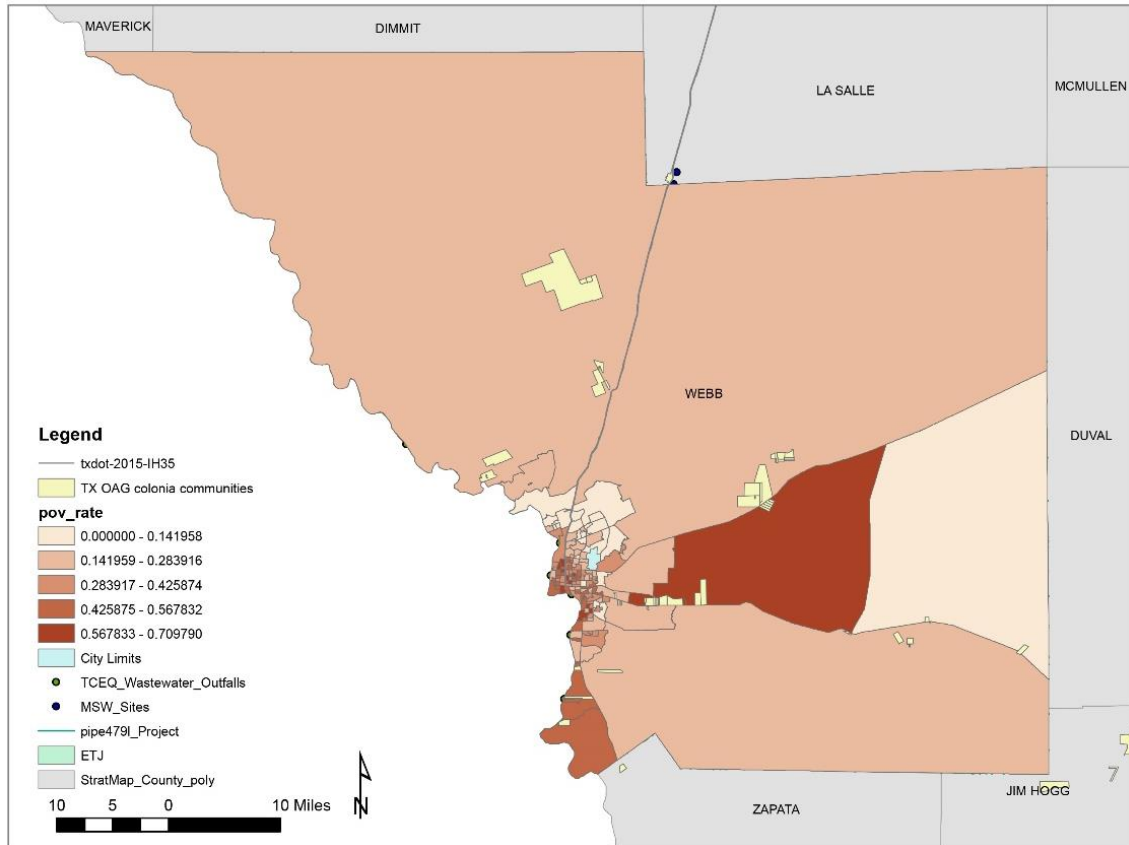 MAVERICK
DIMMIT
LA SALLE
MCMULLEN
WEBB
DUVAL
Legend
txdot-2015-IH35
TX OAG colonia communities
pov_rate
0.000000 - 0.141958
0.141959 - 0.283916
0.283917 - 0.425874
0.425875 - 0.567832
0.567833 - 0.709790
City Limits
TCEQ_Wastewater_Outfalls
MSW_Sites
pipe479l_Project
ETJ
StratMap_County_poly
10 5 0 10 Miles
N
ZAPATA
JIM HOGG